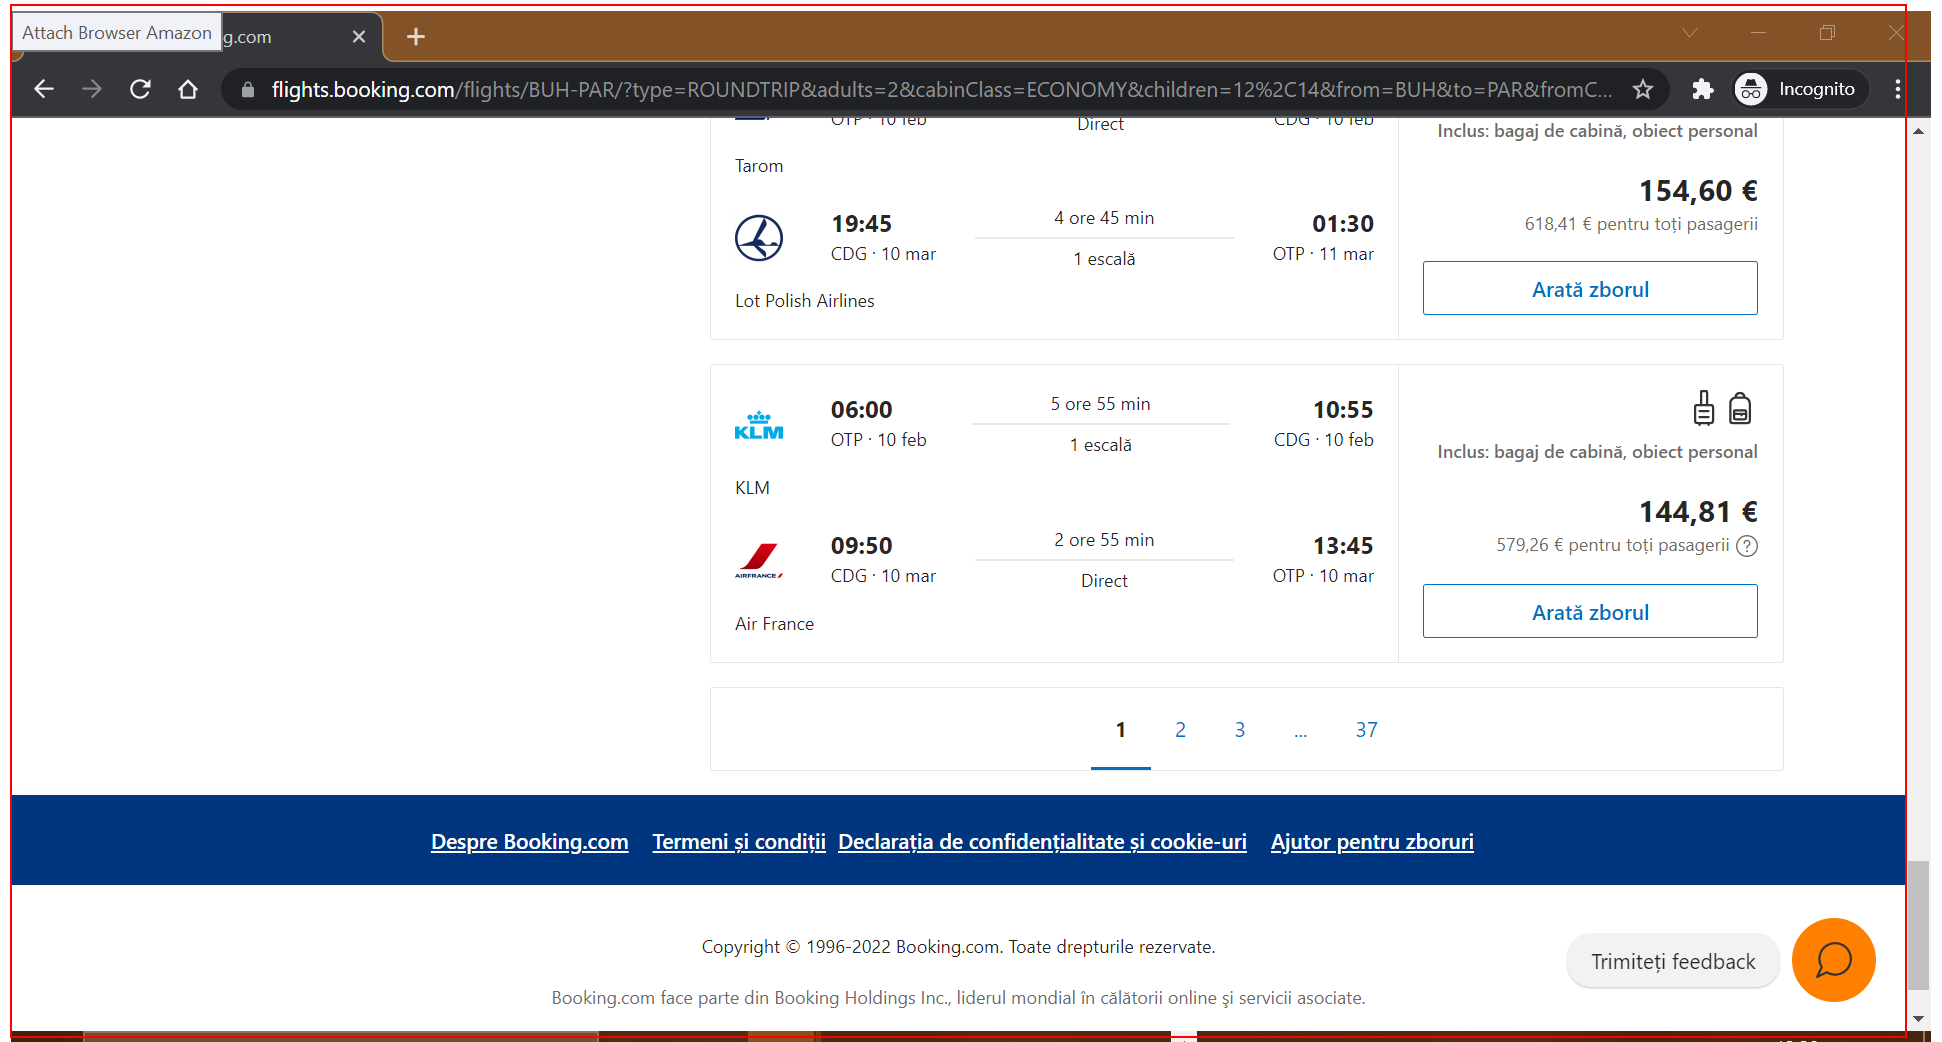 Attach Browser Amazon
g.com
flights.booking.com/flights/BUH-PAR/?type=ROUNDTRIP&adults=2&cabinClass=ECONOMY&children=12%2C14&from=BUH&to=PAR&fromC...
Incognito
OTP · 10 feb
Direct
CDG · 10 feb
Inclus: bagaj de cabină, obiect personal
Tarom
154,60 €
618,41 € pentru toți pasagerii
19:45
4 ore 45 min
01:30
CDG · 10 mar
1 escală
OTP · 11 mar
Lot Polish Airlines
Arată zborul
KLM
06:00
5 ore 55 min
10:55
OTP · 10 feb
1 escală
CDG · 10 feb
Inclus: bagaj de cabină, obiect personal
KLM
144,81 €
579,26 € pentru toți pasagerii ?
AIRFRANCE
09:50
2 ore 55 min
13:45
CDG · 10 mar
Direct
OTP · 10 mar
Air France
Arată zborul
1 2 3 ... 37
Despre Booking.com Termeni și condiții Declarația de confidențialitate și cookie-uri Ajutor pentru zboruri
Copyright © 1996-2022 Booking.com. Toate drepturile rezervate.
Trimiteți feedback
Booking.com face parte din Booking Holdings Inc., liderul mondial în călătorii online şi servicii asociate.